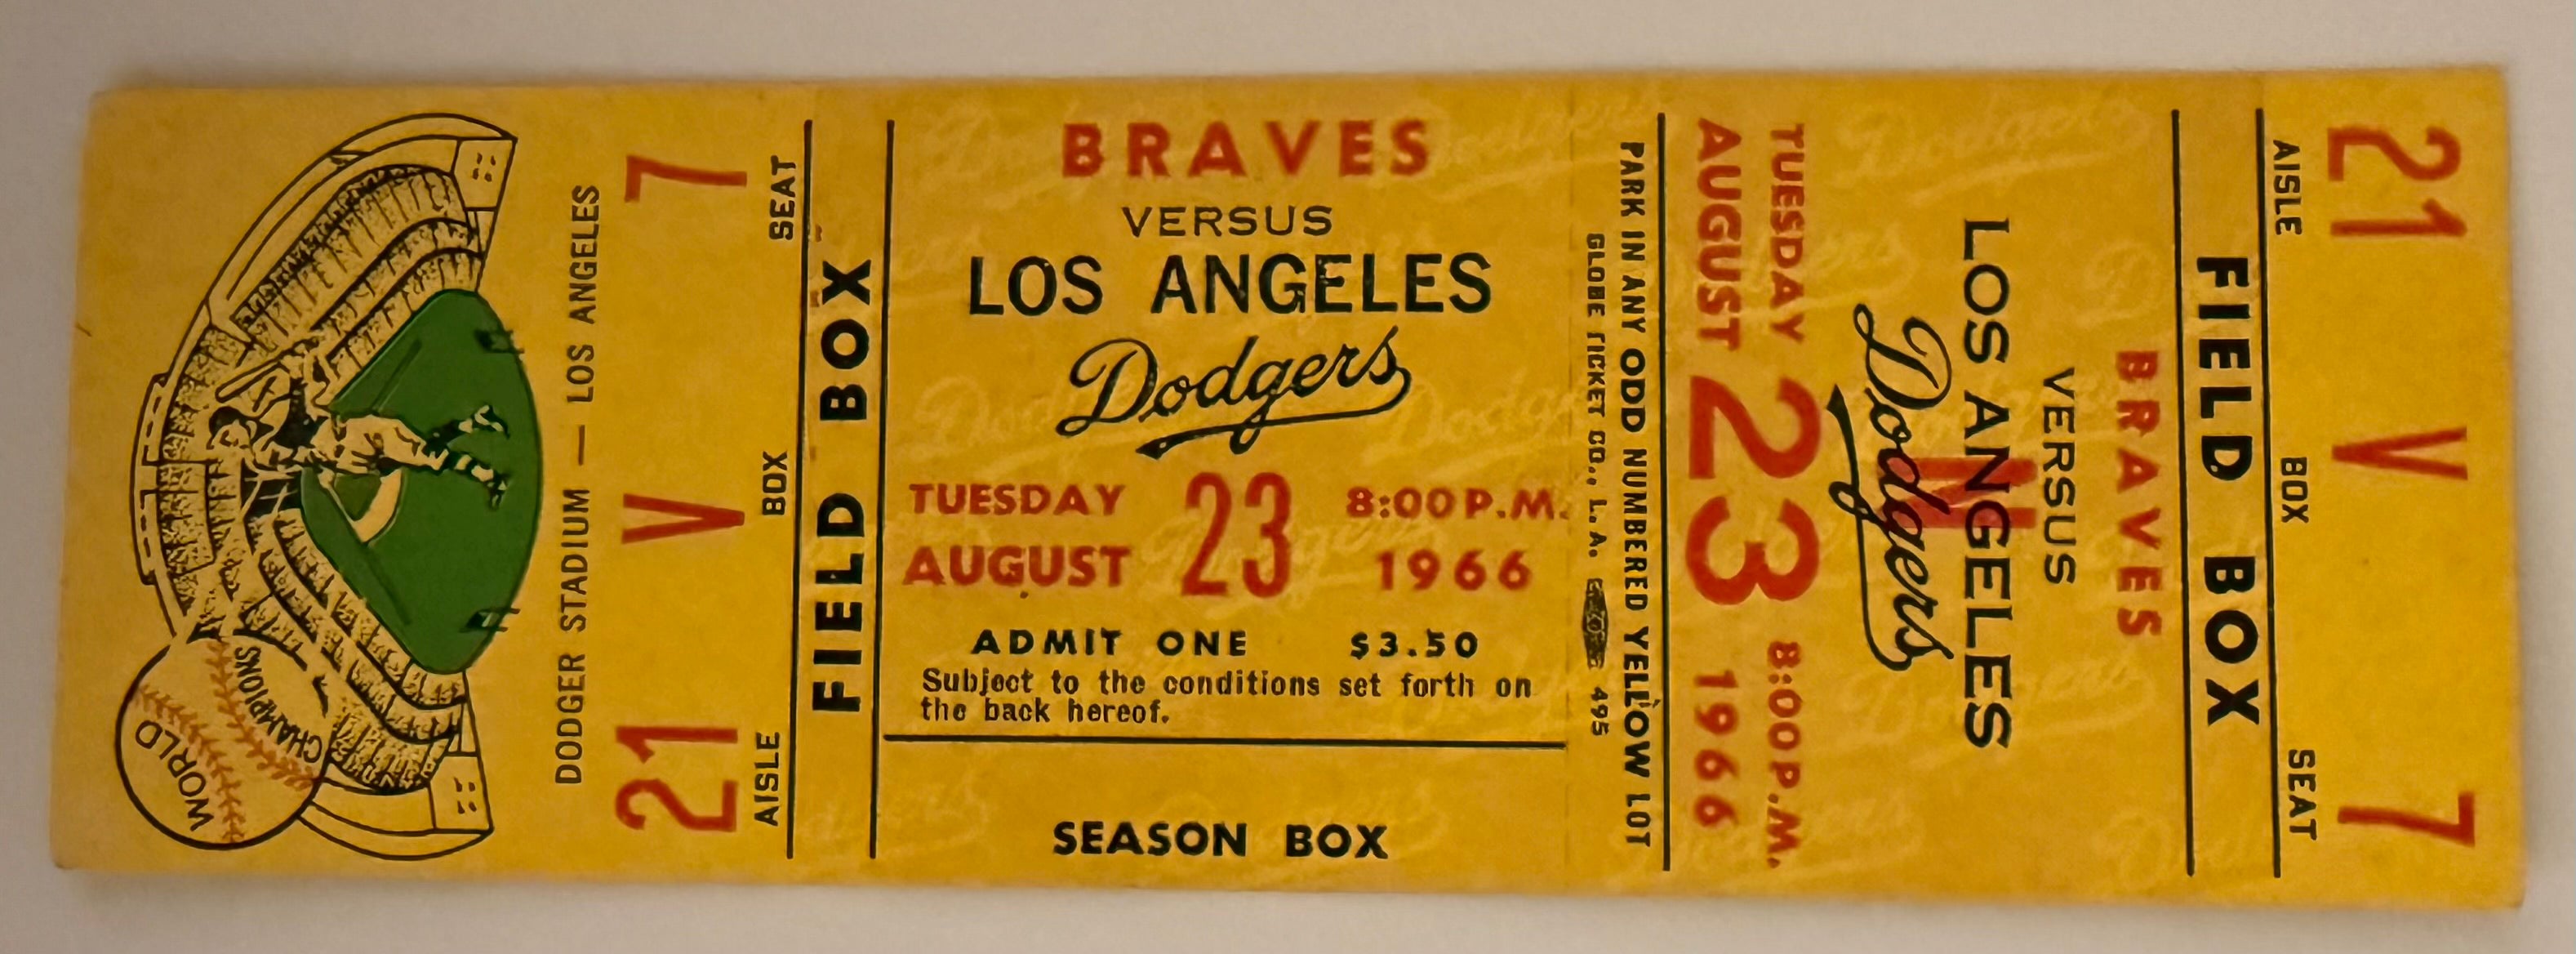 WORLD
CHAMPIONS
DODGER STADIUM — LOS ANGELES
21 V 7
AISLE BOX SEAT
FIELD BOX
BRAVES
VERSUS
LOS ANGELES
Dodgers
TUESDAY 23 8:00 P.M.
AUGUST 1966
ADMIT ONE $3.50
Subject to the conditions set forth on
the back hereof.
SEASON BOX
GLOBE TICKET CO., L.A. GLOBE 495
PARK IN ANY ODD NUMBERED YELLOW LOT
21 V 7
AISLE BOX SEAT
FIELD BOX
BRAVES
VERSUS
LOS ANGELES
N
Dodgers
TUESDAY 23 8:00 P.M.
AUGUST 1966